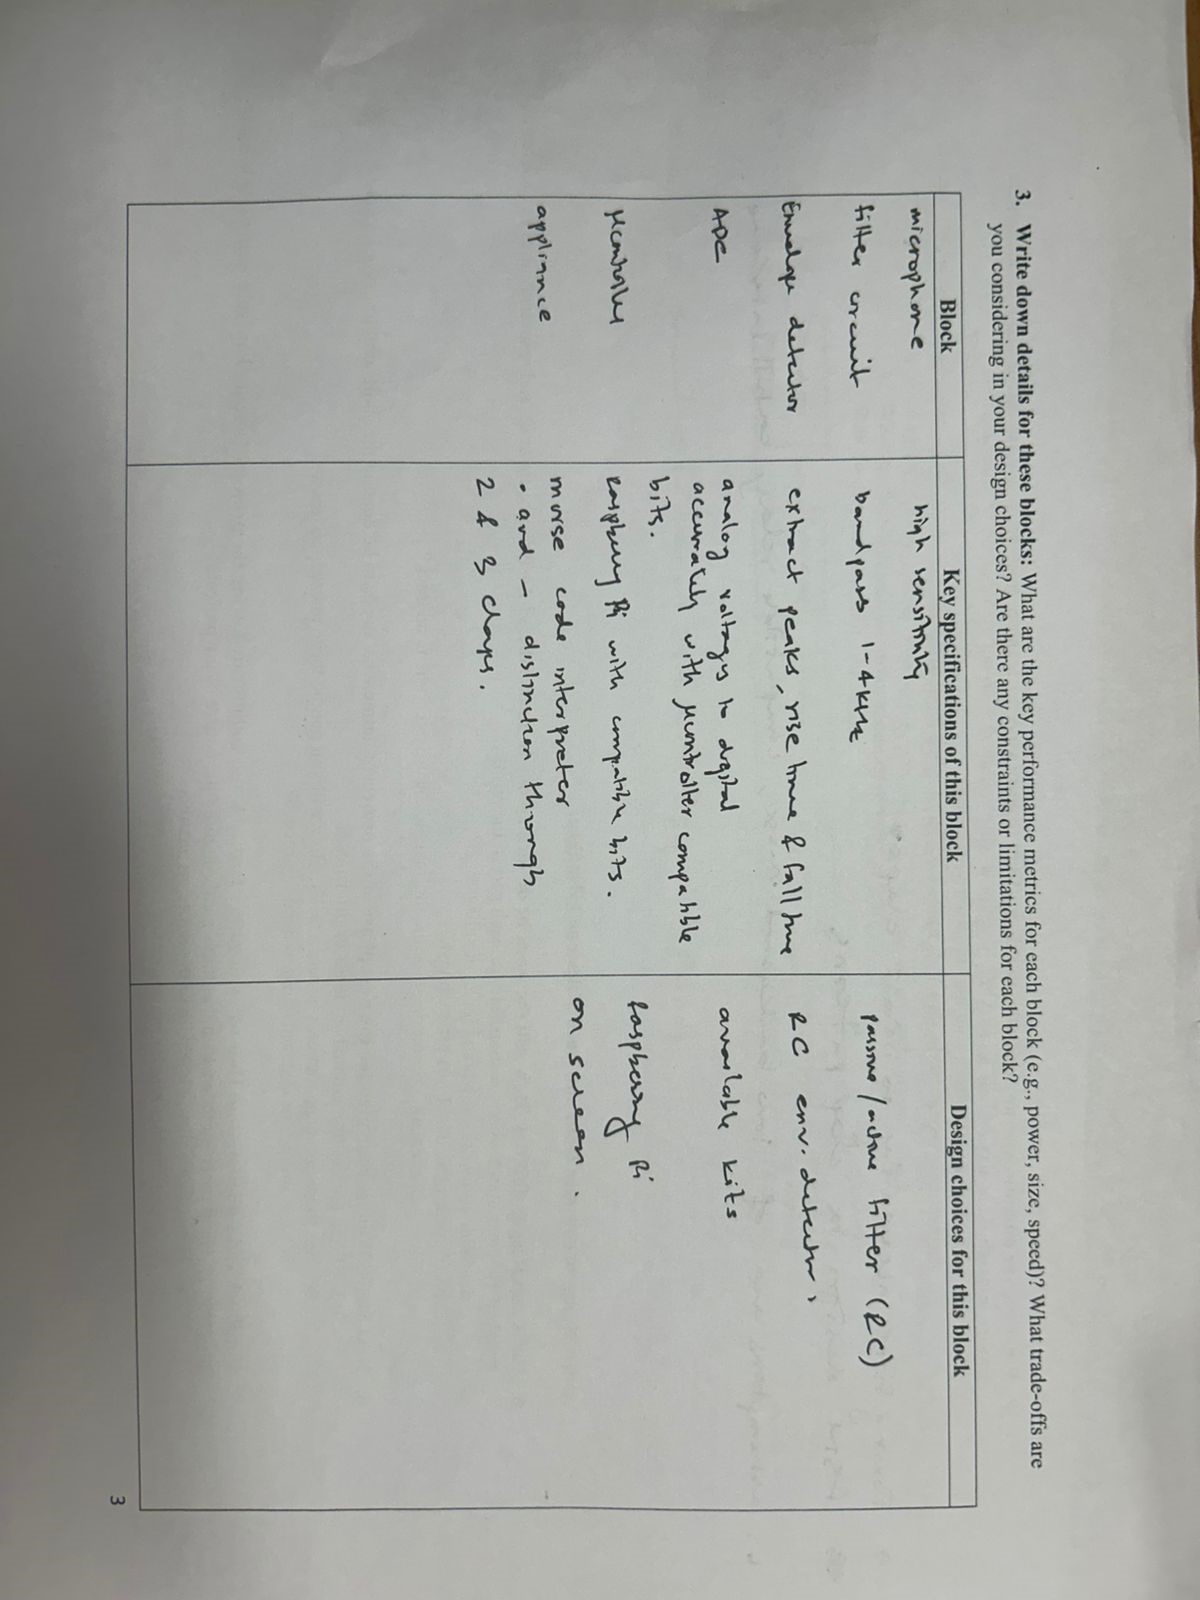 3. Write down details for these blocks: What are the key performance metrics for each block (e.g., power, size, speed)? What trade-offs are
you considering in your design choices? Are there any constraints or limitations for each block?
Block
Key specifications of this block
Design choices for this block
microphone
high sensitivity
filter circuit
bandpass 1-4KHz
passive/active filter (RC)
Envelope detector
extract peaks, rise time & fall time
RC env. detector,
ADC
analog voltage to digital
accurately with μcontroller compatible
bits.
available kits
μcontroller
raspberry Pi with compatible bits.
Raspberry Pi
appliance
morse code interpreter
• and – distinction through
2 & 3 claps.
on screen.
3